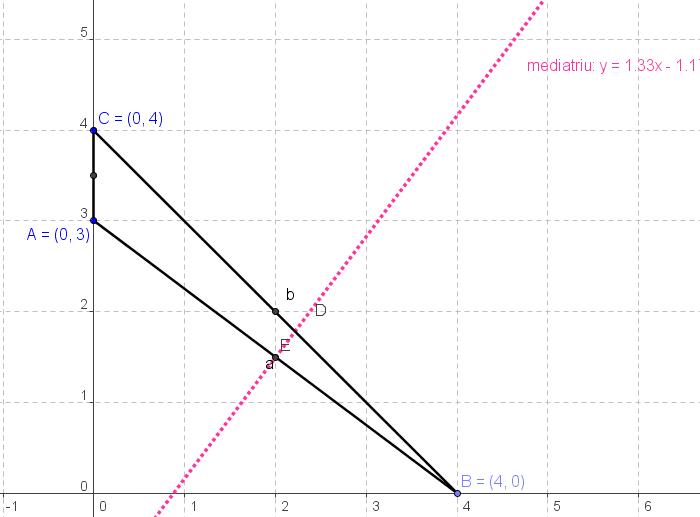 5
mediatriu: y = 1.33x - 1.17
4
C = (0, 4)
3
A = (0, 3)
b
2
D
E
a
1
0
B = (4, 0)
-1 0 1 2 3 4 5 6